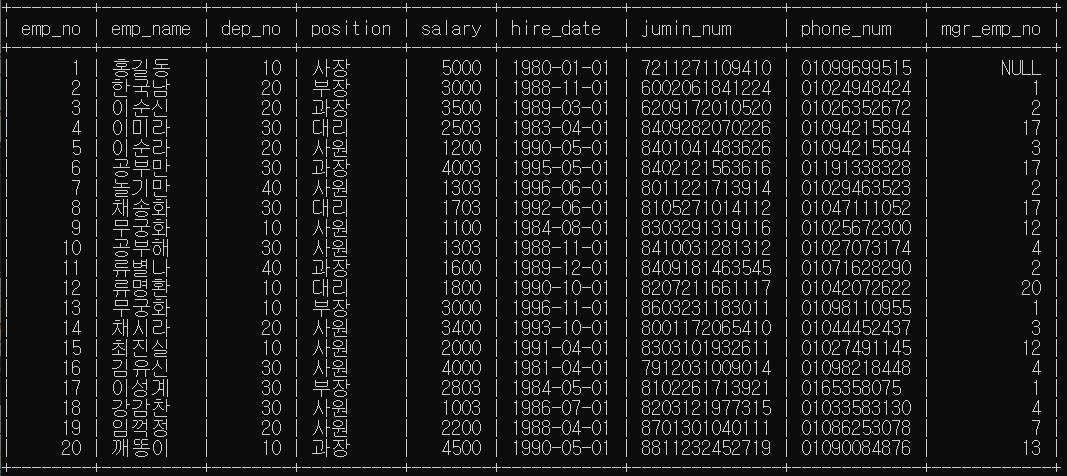 emp_no | emp_name | dep_no | position | salary | hire_date | jumin_num | phone_num | mgr_emp_no
1 | 홍길동 | 10 | 사장 | 5000 | 1980-01-01 | 7211271109410 | 01099699515 | NULL
2 | 한국남 | 20 | 부장 | 3000 | 1988-11-01 | 6002061841224 | 01024948424 | 1
3 | 이순신 | 20 | 과장 | 3500 | 1989-03-01 | 6209172010520 | 01026352672 | 2
4 | 이미라 | 30 | 대리 | 2503 | 1983-04-01 | 8409282070226 | 01094215694 | 17
5 | 이순라 | 20 | 사원 | 1200 | 1990-05-01 | 8401041483626 | 01094215694 | 3
6 | 공부만 | 30 | 과장 | 4003 | 1995-05-01 | 8402121563616 | 01191338328 | 17
7 | 놀기만 | 40 | 사원 | 1303 | 1996-06-01 | 8011221713914 | 01029463523 | 2
8 | 채송화 | 30 | 대리 | 1703 | 1992-06-01 | 8105271014112 | 01047111052 | 17
9 | 무궁화 | 10 | 사원 | 1100 | 1984-08-01 | 8303291319116 | 01025672300 | 12
10 | 공부해 | 30 | 사원 | 1303 | 1988-11-01 | 8410031281312 | 01027073174 | 4
11 | 류별나 | 40 | 과장 | 1600 | 1989-12-01 | 8409181463545 | 01071628290 | 2
12 | 류명환 | 10 | 대리 | 1800 | 1990-10-01 | 8207211661117 | 01042072622 | 20
13 | 무궁화 | 10 | 부장 | 3000 | 1996-11-01 | 8603231183011 | 01098110955 | 1
14 | 채시라 | 20 | 사원 | 3400 | 1993-10-01 | 8001172065410 | 01044452437 | 3
15 | 최진실 | 10 | 사원 | 2000 | 1991-04-01 | 8303101932611 | 01027491145 | 12
16 | 김유신 | 30 | 사원 | 4000 | 1981-04-01 | 7912031009014 | 01098218448 | 4
17 | 이성계 | 30 | 부장 | 2803 | 1984-05-01 | 8102261713921 | 0165358075 | 1
18 | 강감찬 | 30 | 사원 | 1003 | 1986-07-01 | 8203121977315 | 01033583130 | 4
19 | 임꺽정 | 20 | 사원 | 2200 | 1988-04-01 | 8701301040111 | 01086253078 | 7
20 | 깨똥이 | 10 | 과장 | 4500 | 1990-05-01 | 8811232452719 | 01090084876 | 13